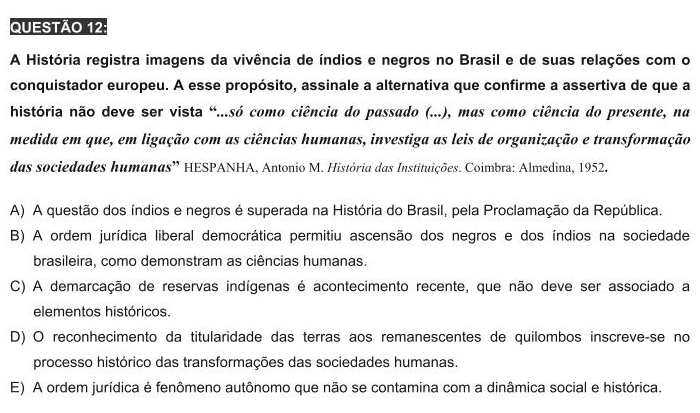 QUESTÃO 12:
A História registra imagens da vivência de índios e negros no Brasil e de suas relações com o
conquistador europeu. A esse propósito, assinale a alternativa que confirme a assertiva de que a
história não deve ser vista “...só como ciência do passado (...), mas como ciência do presente, na
medida em que, em ligação com as ciências humanas, investiga as leis de organização e transformação
das sociedades humanas” HESPANHA, Antonio M. História das Instituições. Coimbra: Almedina, 1952.
A) A questão dos índios e negros é superada na História do Brasil, pela Proclamação da República.
B) A ordem jurídica liberal democrática permitiu ascensão dos negros e dos índios na sociedade
brasileira, como demonstram as ciências humanas.
C) A demarcação de reservas indígenas é acontecimento recente, que não deve ser associado a
elementos históricos.
D) O reconhecimento da titularidade das terras aos remanescentes de quilombos inscreve-se no
processo histórico das transformações das sociedades humanas.
E) A ordem jurídica é fenômeno autônomo que não se contamina com a dinâmica social e histórica.